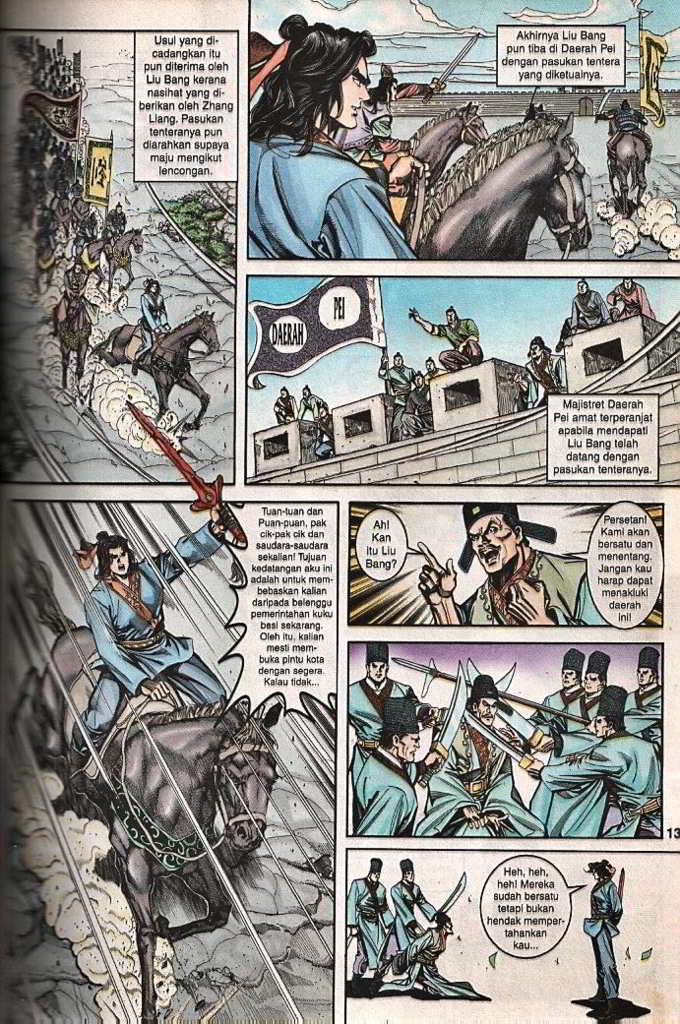 Usul yang di-
cadangkan itu
pun diterima oleh
Liu Bang kerana
nasihat yang di-
berikan oleh Zhang
Liang. Pasukan
tenteranya pun
diarahkan supaya
maju mengikut
lencongan.
Akhirnya Liu Bang
pun tiba di Daerah Pei
dengan pasukan tentera
yang diketuainya.
DAERAH
PEI
Majistret Daerah
Pei amat terperanjat
apabila mendapati
Liu Bang telah
datang dengan
pasukan tenteranya.
Tuan-tuan dan
Puan-puan, pak
cik-pak cik dan
saudara-saudara
sekalian! Tujuan
kedatangan aku ini
adalah untuk mem-
bebaskan kalian
daripada belenggu
pemerintahan kuku
besi sekarang.
Oleh itu, kalian
mesti mem-
buka pintu kota
dengan segera.
Kalau tidak...
Ah!
Kan
itu Liu
Bang?
Persetan!
Kami akan
bersatu dan
menentang.
Jangan kau
harap dapat
menakluki
daerah
ini!
13
Heh, heh,
heh! Mereka
sudah bersatu
tetapi bukan
hendak memper-
tahankan
kau...